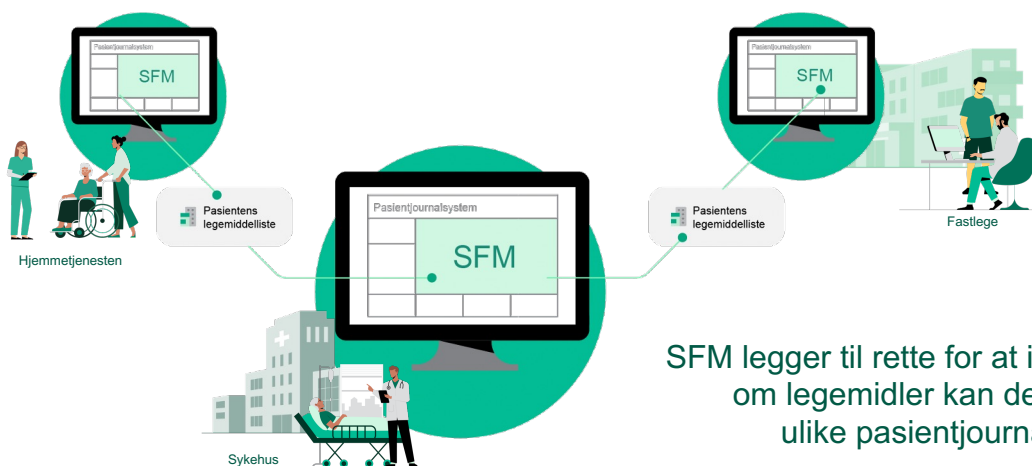 Pasientjournalsystem
SFM
Pasientjournalsystem
SFM
Pasientens
legemiddelliste
Hjemmetjenesten
Pasientjournalsystem
SFM
Pasientens
legemiddelliste
Fastlege
Sykehus
SFM legger til rette for at i
om legemidler kan de
ulike pasientjourna